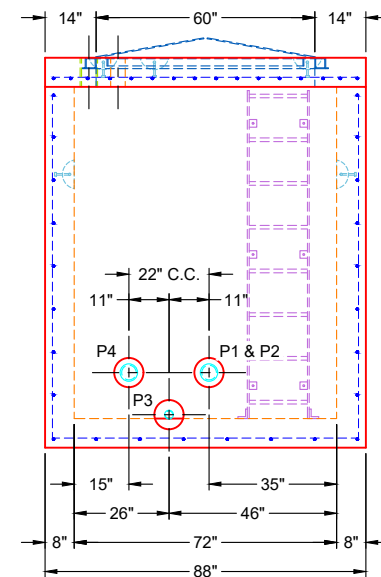 14" 60" 14"
22" C.C.
11" 11"
P4 P1 & P2
P3
15" 35"
26" 46"
8" 72" 8"
88"